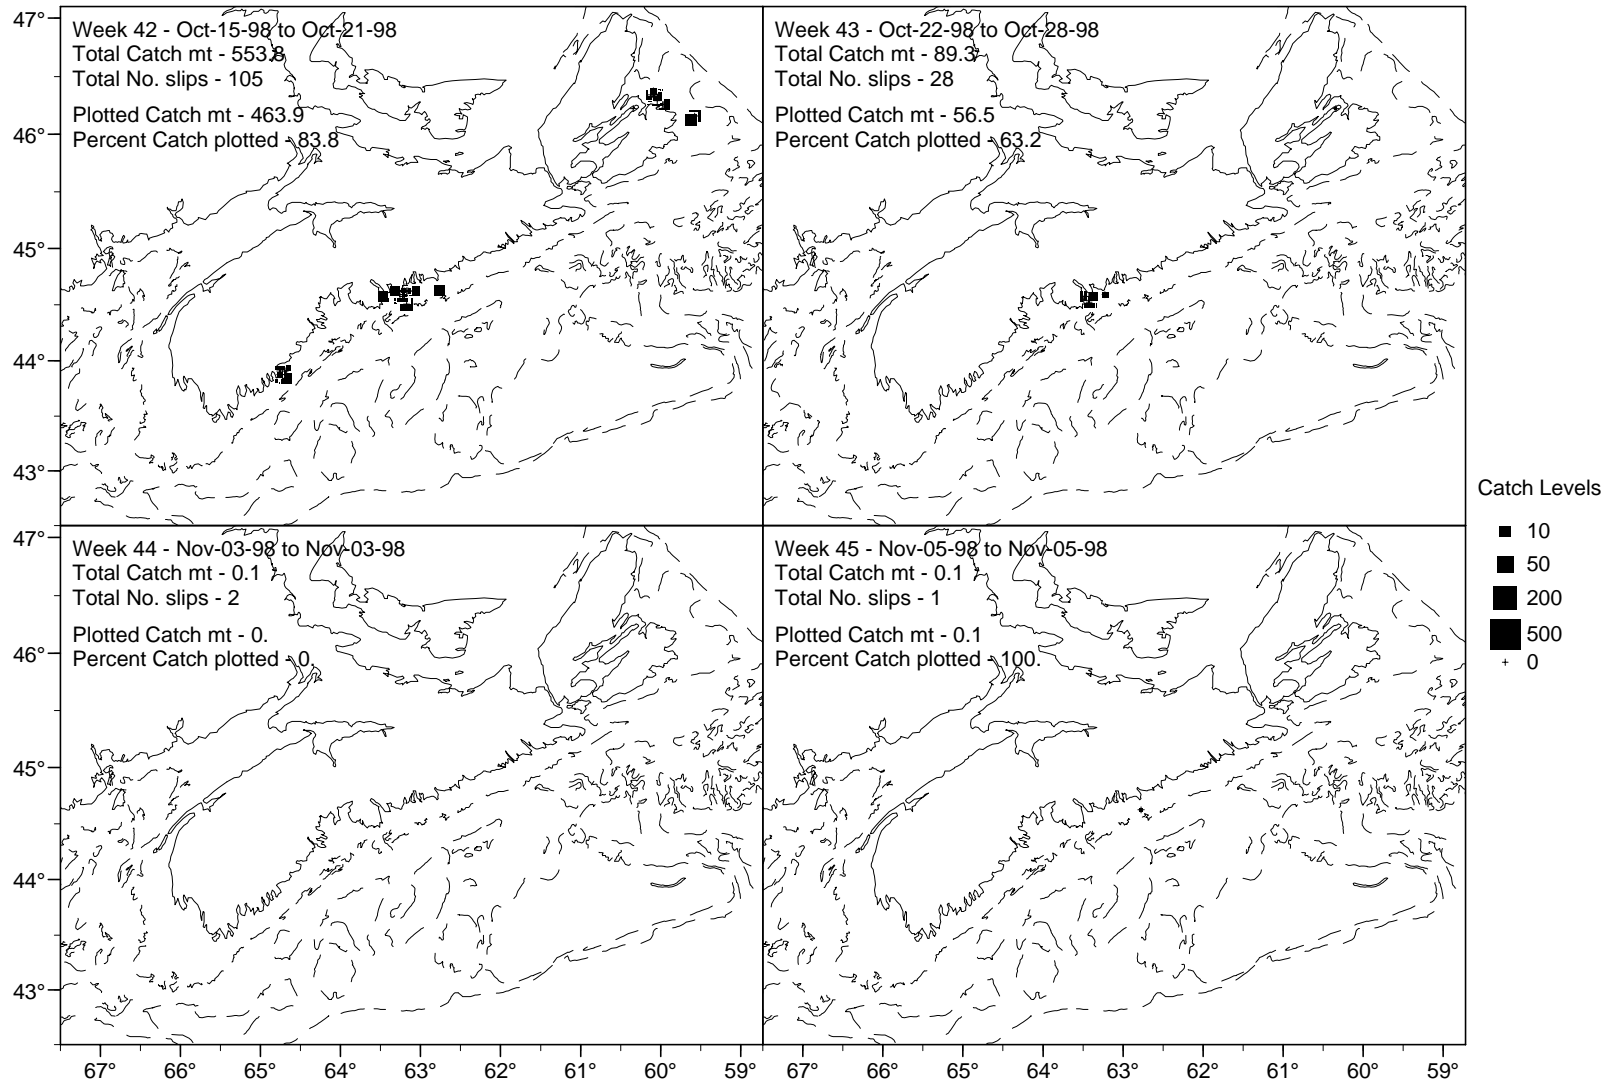 Week 42 - Oct-15-98 to Oct-21-98
Total Catch mt - 553.8
Total No. slips - 105
Plotted Catch mt - 463.9
Percent Catch plotted - 83.8
Week 43 - Oct-22-98 to Oct-28-98
Total Catch mt - 89.3
Total No. slips - 28
Plotted Catch mt - 56.5
Percent Catch plotted - 63.2
47°
46°
45°
44°
43°
Week 44 - Nov-03-98 to Nov-03-98
Total Catch mt - 0.1
Total No. slips - 2
Plotted Catch mt - 0.
Percent Catch plotted - 0.
Week 45 - Nov-05-98 to Nov-05-98
Total Catch mt - 0.1
Total No. slips - 1
Plotted Catch mt - 0.1
Percent Catch plotted - 100.
47°
46°
45°
44°
43°
67° 66° 65° 64° 63° 62° 61° 60° 59°
67° 66° 65° 64° 63° 62° 61° 60° 59°
Catch Levels
10
50
200
500
0